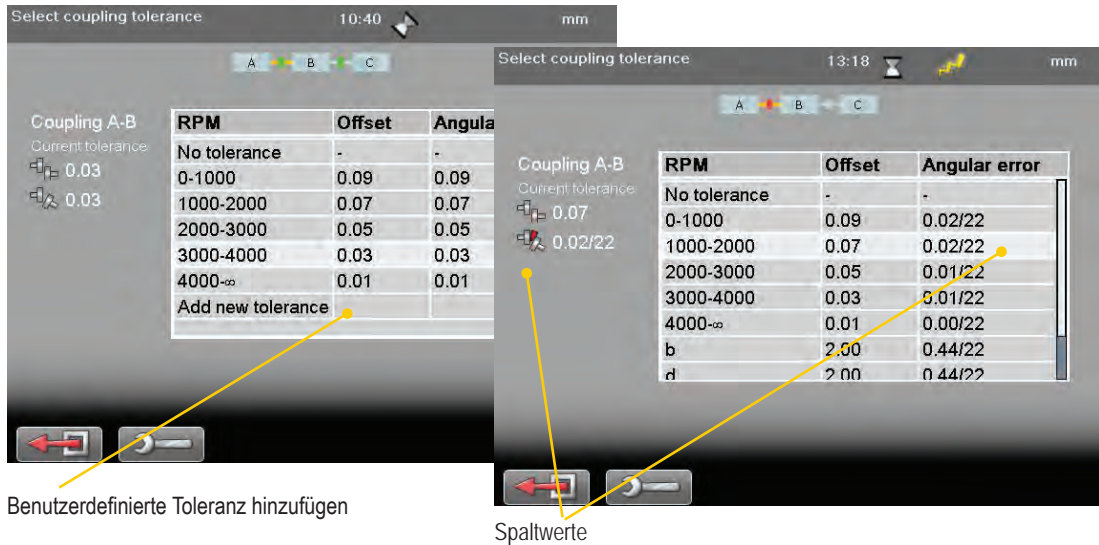 Select coupling tolerance 10:40 mm
A B C
Coupling A-B
Current tolerance
0.03
0.03
RPM Offset Angula
No tolerance - -
0-1000 0.09 0.09
1000-2000 0.07 0.07
2000-3000 0.05 0.05
3000-4000 0.03 0.03
4000-∞ 0.01 0.01
Add new tolerance
Benutzerdefinierte Toleranz hinzufügen
Select coupling tolerance 13:18 mm
A B C
Coupling A-B
Current tolerance
0.07
0.02/22
RPM Offset Angular error
No tolerance - -
0-1000 0.09 0.02/22
1000-2000 0.07 0.02/22
2000-3000 0.05 0.01/22
3000-4000 0.03 0.01/22
4000-∞ 0.01 0.00/22
b 2.00 0.44/22
d 2.00 0.44/22
Spaltwerte